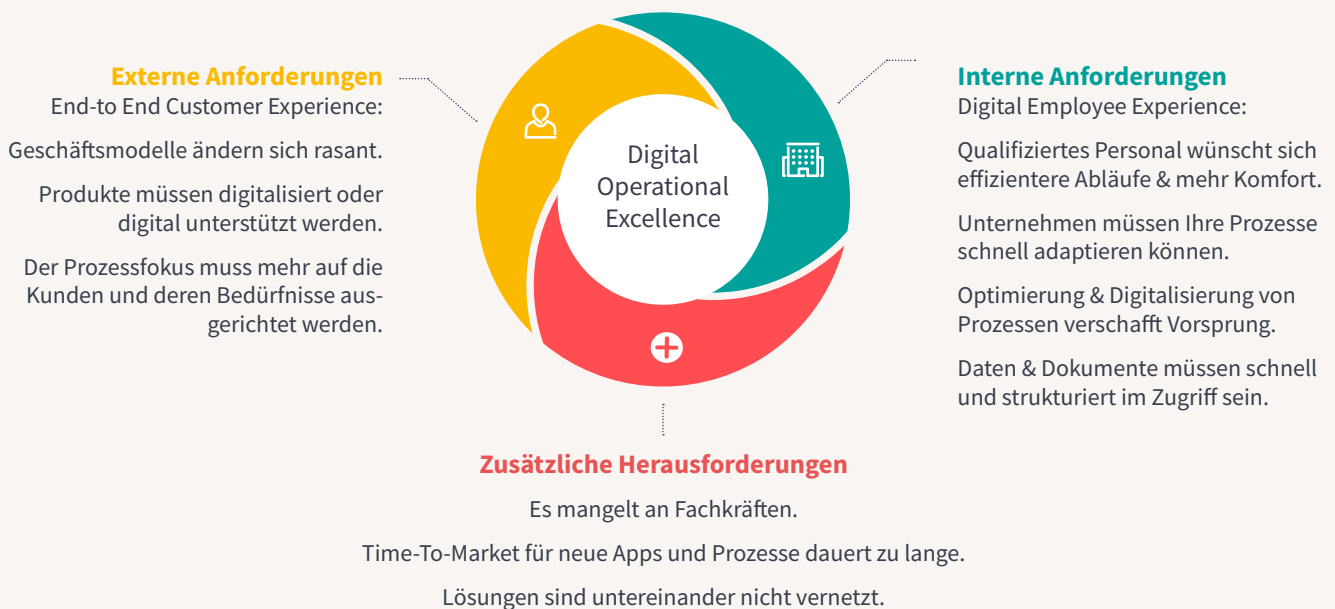 Externe Anforderungen
End-to End Customer Experience:
Geschäftsmodelle ändern sich rasant.
Produkte müssen digitalisiert oder
digital unterstützt werden.
Der Prozessfokus muss mehr auf die
Kunden und deren Bedürfnisse aus-
gerichtet werden.
Digital
Operational
Excellence
Interne Anforderungen
Digital Employee Experience:
Qualifiziertes Personal wünscht sich
effizientere Abläufe & mehr Komfort.
Unternehmen müssen Ihre Prozesse
schnell adaptieren können.
Optimierung & Digitalisierung von
Prozessen verschafft Vorsprung.
Daten & Dokumente müssen schnell
und strukturiert im Zugriff sein.
Zusätzliche Herausforderungen
Es mangelt an Fachkräften.
Time-To-Market für neue Apps und Prozesse dauert zu lange.
Lösungen sind untereinander nicht vernetzt.